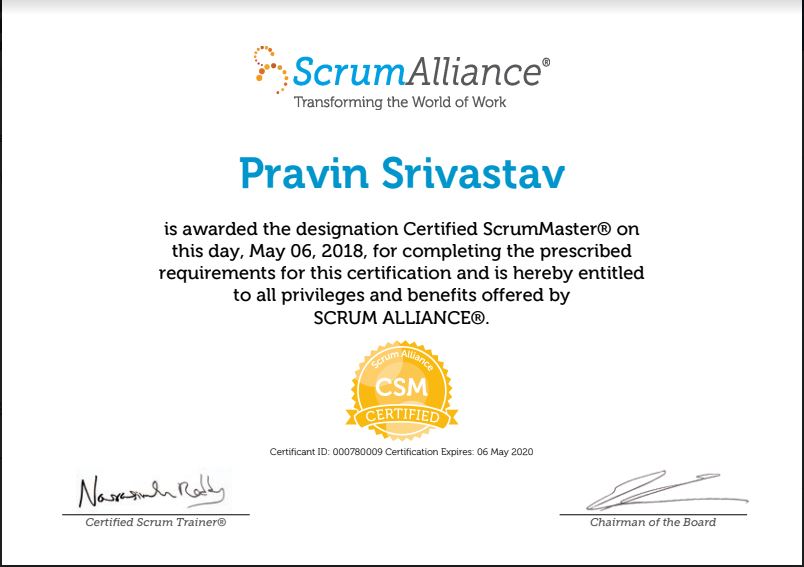 ScrumAlliance®
Transforming the World of Work
Pravin Srivastav
is awarded the designation Certified ScrumMaster® on
this day, May 06, 2018, for completing the prescribed
requirements for this certification and is hereby entitled
to all privileges and benefits offered by
SCRUM ALLIANCE®.
Scrum Alliance
CSM
CERTIFIED
Certificant ID: 000780009 Certification Expires: 06 May 2020
Certified Scrum Trainer®
Chairman of the Board